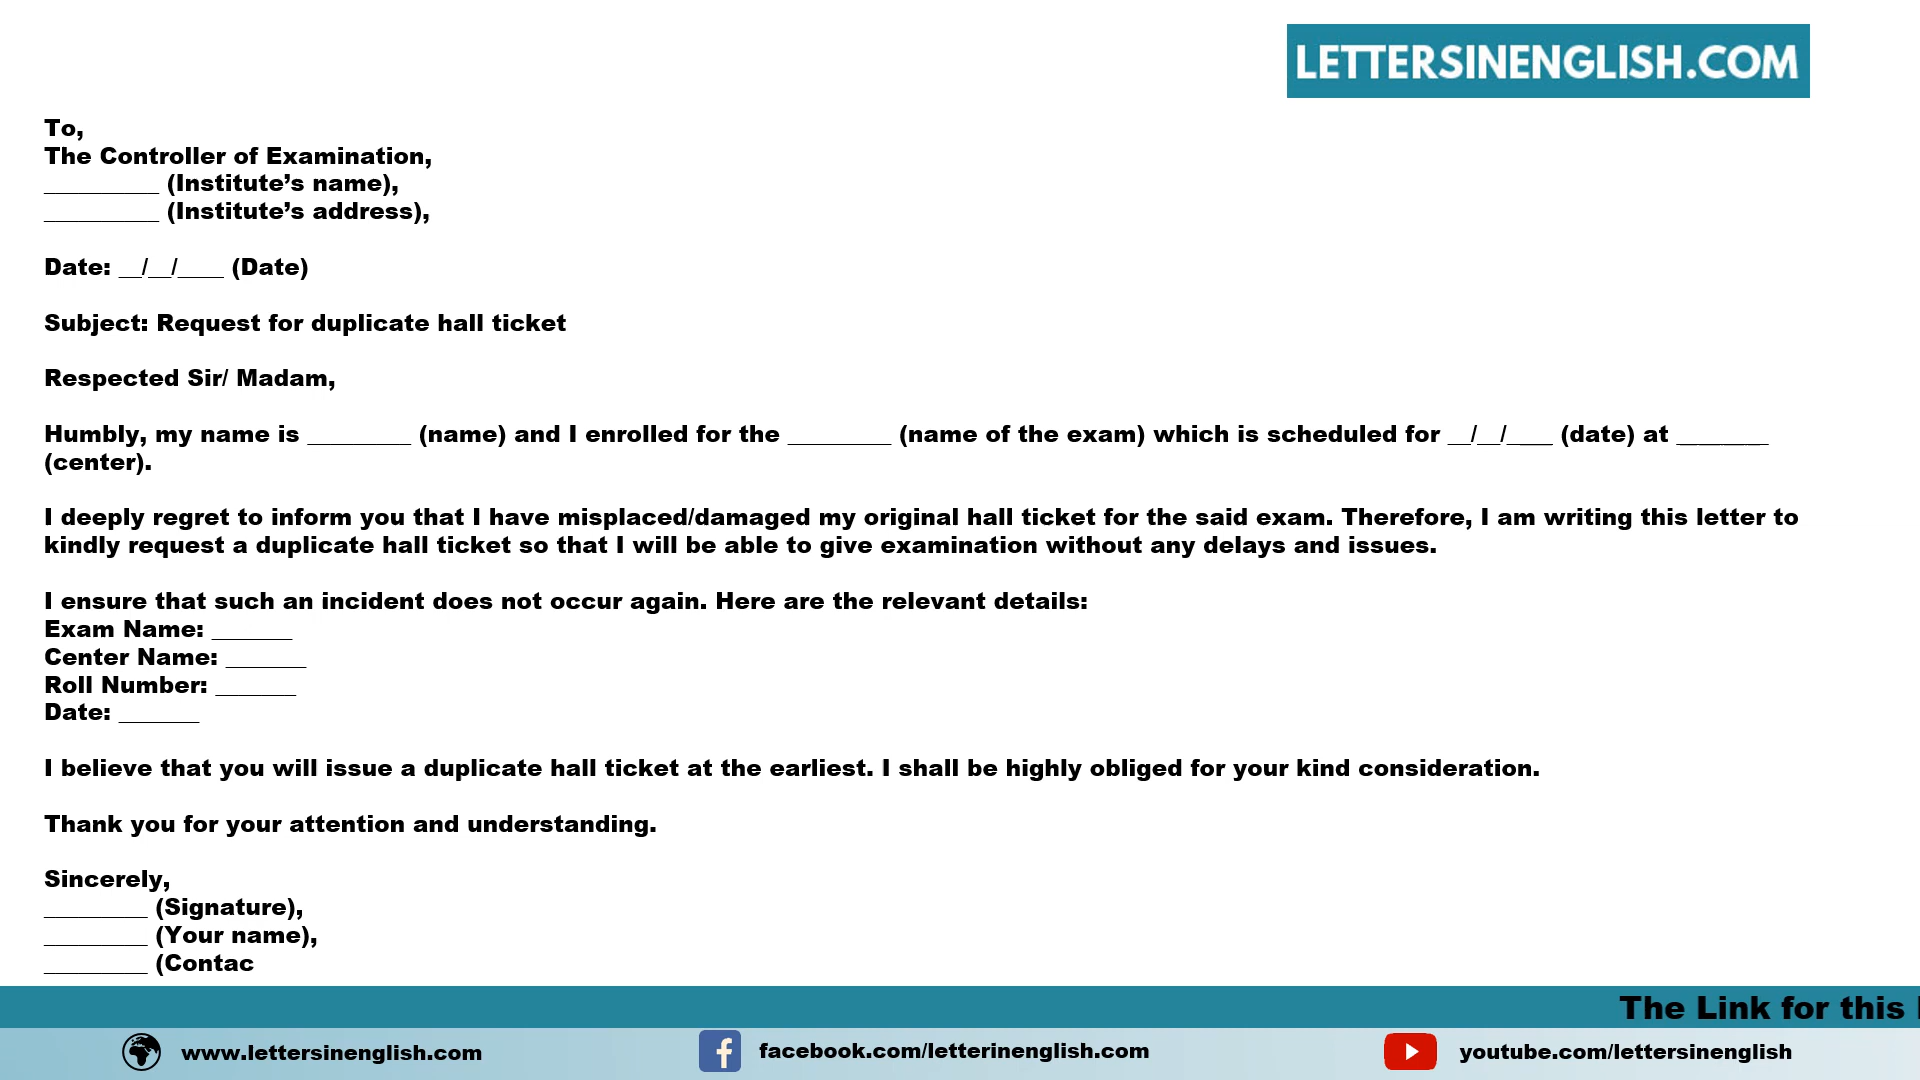 LETTERSINENGLISH.COM
To,
The Controller of Examination,
__________ (Institute’s name),
__________ (Institute’s address),
Date: __/__/____ (Date)
Subject: Request for duplicate hall ticket
Respected Sir/ Madam,
Humbly, my name is _________ (name) and I enrolled for the _________ (name of the exam) which is scheduled for __/__/____ (date) at ________
(center).
I deeply regret to inform you that I have misplaced/damaged my original hall ticket for the said exam. Therefore, I am writing this letter to
kindly request a duplicate hall ticket so that I will be able to give examination without any delays and issues.
I ensure that such an incident does not occur again. Here are the relevant details:
Exam Name: _______
Center Name: _______
Roll Number: _______
Date: _______
I believe that you will issue a duplicate hall ticket at the earliest. I shall be highly obliged for your kind consideration.
Thank you for your attention and understanding.
Sincerely,
_________ (Signature),
_________ (Your name),
_________ (Contac
The Link for this
www.lettersinenglish.com
facebook.com/letterinenglish.com
youtube.com/lettersinenglish